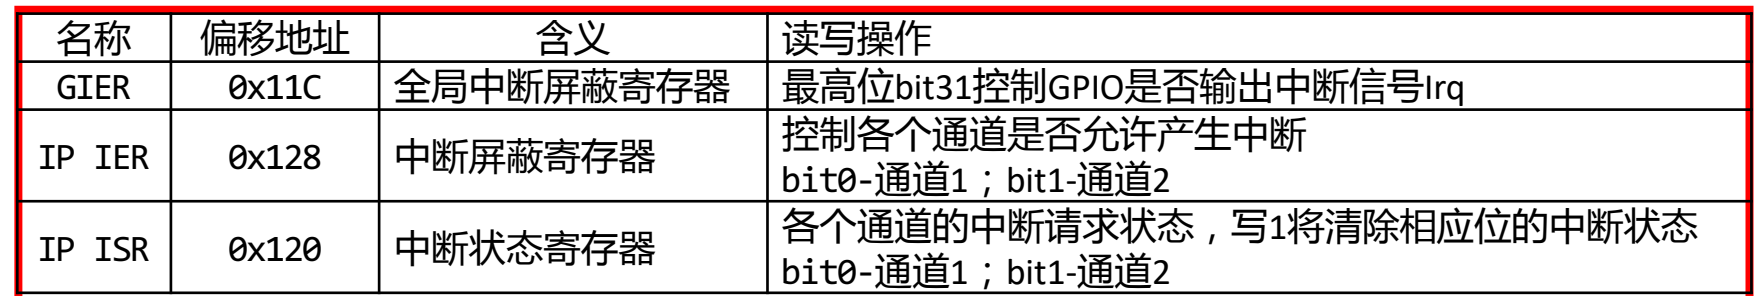 名称 偏移地址 含义 读写操作
GIER 0x11C 全局中断屏蔽寄存器 最高位bit31控制GPIO是否输出中断信号Irq
IP IER 0x128 中断屏蔽寄存器 控制各个通道是否允许产生中断
bit0-通道1；bit1-通道2
IP ISR 0x120 中断状态寄存器 各个通道的中断请求状态，写1将清除相应位的中断状态
bit0-通道1；bit1-通道2